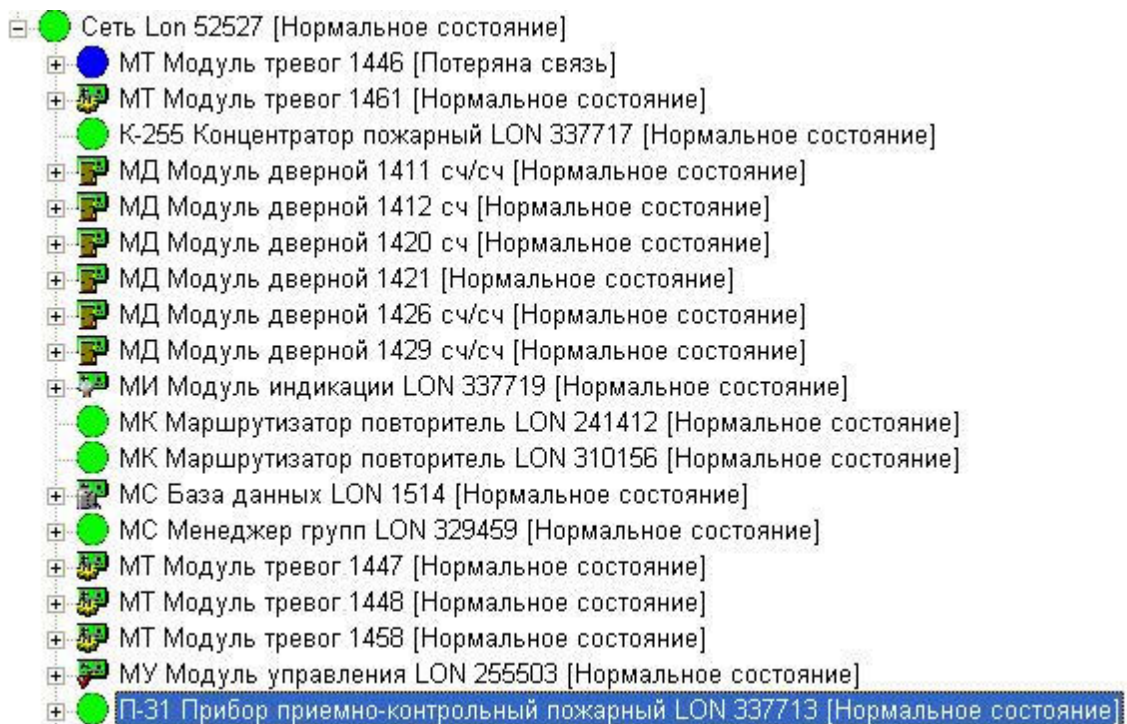 Сеть Lon 52527 [Нормальное состояние]
МТ Модуль тревог 1446 [Потеряна связь]
МТ Модуль тревог 1461 [Нормальное состояние]
К-255 Концентратор пожарный LON 337717 [Нормальное состояние]
МД Модуль дверной 1411 сч/сч [Нормальное состояние]
МД Модуль дверной 1412 сч [Нормальное состояние]
МД Модуль дверной 1420 сч [Нормальное состояние]
МД Модуль дверной 1421 [Нормальное состояние]
МД Модуль дверной 1426 сч/сч [Нормальное состояние]
МД Модуль дверной 1429 сч/сч [Нормальное состояние]
МИ Модуль индикации LON 337719 [Нормальное состояние]
МК Маршрутизатор повторитель LON 241412 [Нормальное состояние]
МК Маршрутизатор повторитель LON 310156 [Нормальное состояние]
МС База данных LON 1514 [Нормальное состояние]
МС Менеджер групп LON 329459 [Нормальное состояние]
МТ Модуль тревог 1447 [Нормальное состояние]
МТ Модуль тревог 1448 [Нормальное состояние]
МТ Модуль тревог 1458 [Нормальное состояние]
МУ Модуль управления LON 255503 [Нормальное состояние]
П-31 Прибор приемно-контрольный пожарный LON 337713 [Нормальное состояние]